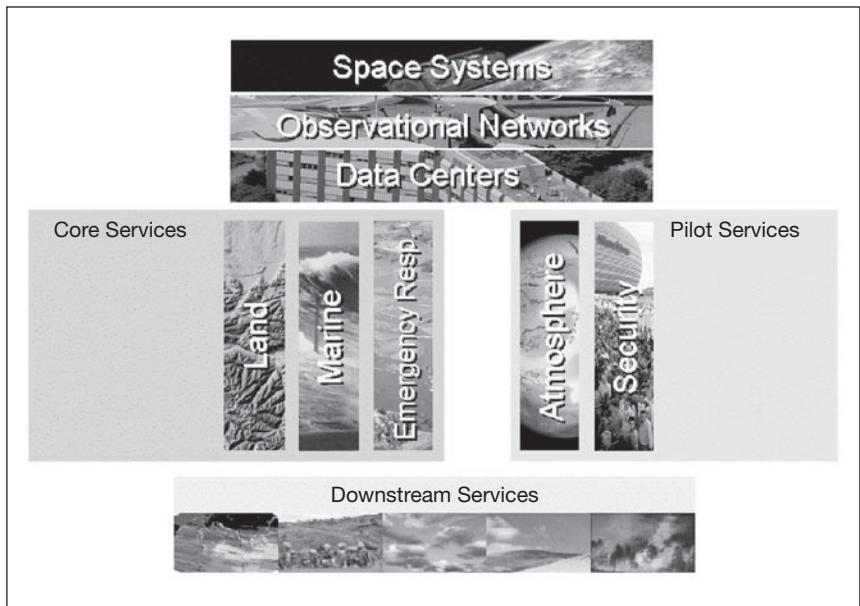 Space Systems
Observational Networks
Data Centers
Core Services
Pilot Services
Land
Marine
Emergency Resp.
Atmosphere
Security
Downstream Services